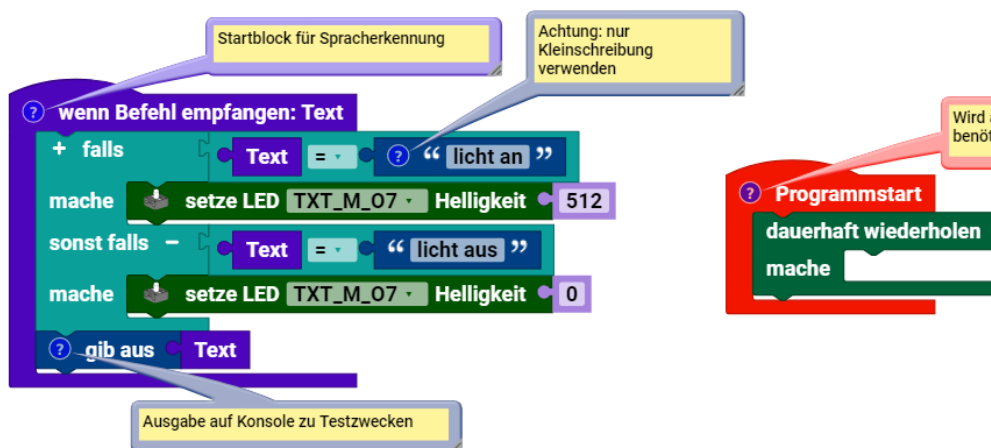 Startblock für Spracherkennung
Achtung: nur
Kleinschreibung
verwenden
? wenn Befehl empfangen: Text
+ falls Text = ? “ licht an ”
mache setze LED TXT_M_O7 Helligkeit 512
sonst falls − Text = “ licht aus ”
mache setze LED TXT_M_O7 Helligkeit 0
? gib aus Text
Ausgabe auf Konsole zu Testzwecken
Wird
? Programmstart
dauerhaft wiederholen
mache